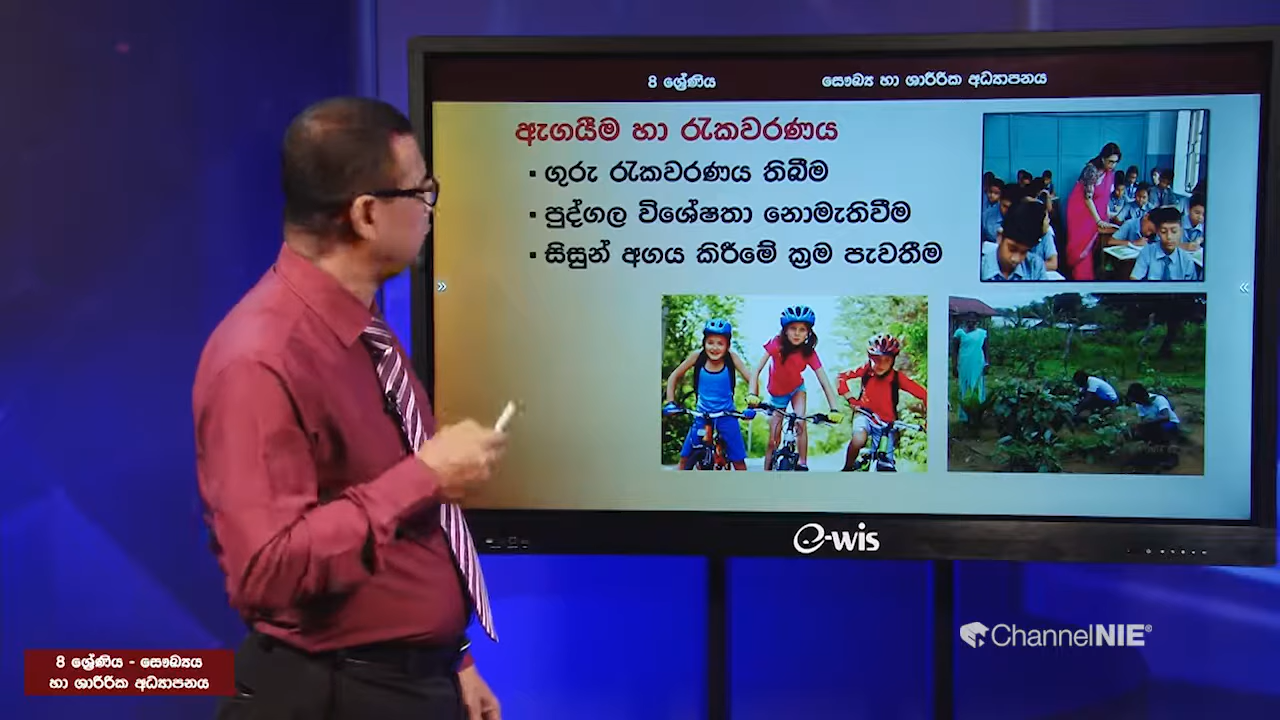 8 ශ්‍රේණිය
සෞඛ්‍ය හා ශාරීරික අධ්‍යාපනය
ඇගයීම හා රැකවරණය
▪ ගුරු රැකවරණය තිබීම
▪ පුද්ගල විශේෂතා නොමැතිවීම
▪ සිසුන් අගය කිරීමේ ක්‍රම පැවතීම
e-wis
ChannelNIE®
8 ශ්‍රේණිය - සෞඛ්‍යය
හා ශාරීරික අධ්‍යාපනය